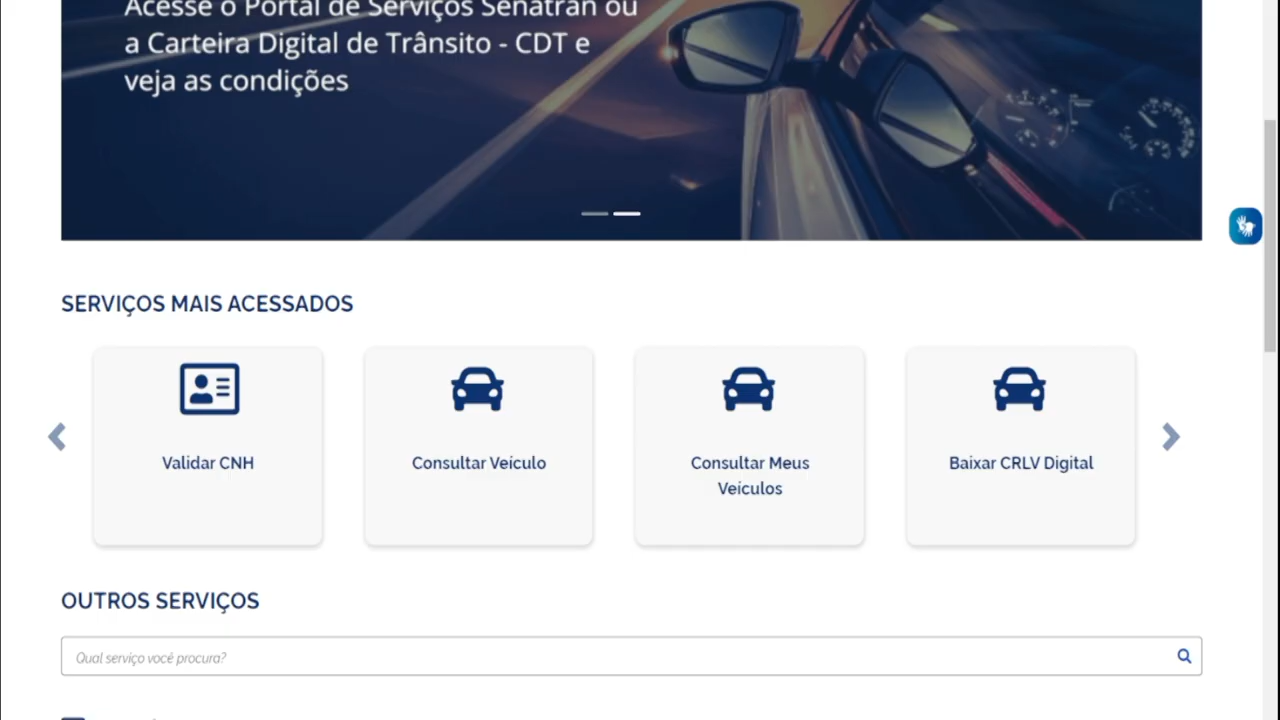 Acesse o Portal de Serviços Senatran ou
a Carteira Digital de Trânsito - CDT e
veja as condições
SERVIÇOS MAIS ACESSADOS
Validar CNH
Consultar Veículo
Consultar Meus
Veículos
Baixar CRLV Digital
OUTROS SERVIÇOS
Qual serviço você procura?